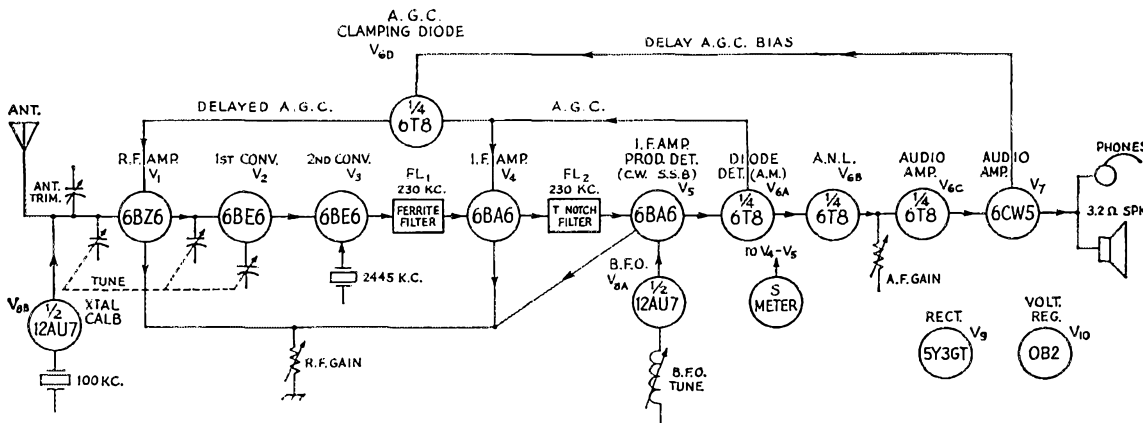 A.G.C.
CLAMPING DIODE
V6D
DELAY A.G.C. BIAS
1/4
6T8
DELAYED A.G.C.
A.G.C.
ANT.
ANT.
TRIM.
R.F. AMP.
V1
6BZ6
1ST CONV.
V2
6BE6
2ND CONV.
V3
6BE6
FL1
230 KC.
FERRITE
FILTER
I.F. AMP.
V4
6BA6
FL2
230 KC.
T NOTCH
FILTER
I.F. AMP.
PROD. DET.
(C.W. S.S.B)
V5
6BA6
DIODE
DET. (A.M.)
V6A
1/4
6T8
A.N.L.
V6B
1/4
6T8
AUDIO
AMP.
V6C
1/4
6T8
AUDIO
AMP.
V7
6CW5
PHONES
3.2 Ω SPK
TUNE
V8B
XTAL
CALB
1/2
12AU7
100 KC.
2445 K.C.
R.F. GAIN
B.F.O.
V8A
1/2
12AU7
B.F.O.
TUNE
TO V4-V5
S
METER
A.F. GAIN
RECT.
V9
5Y3GT
VOLT.
REG.
V10
OB2